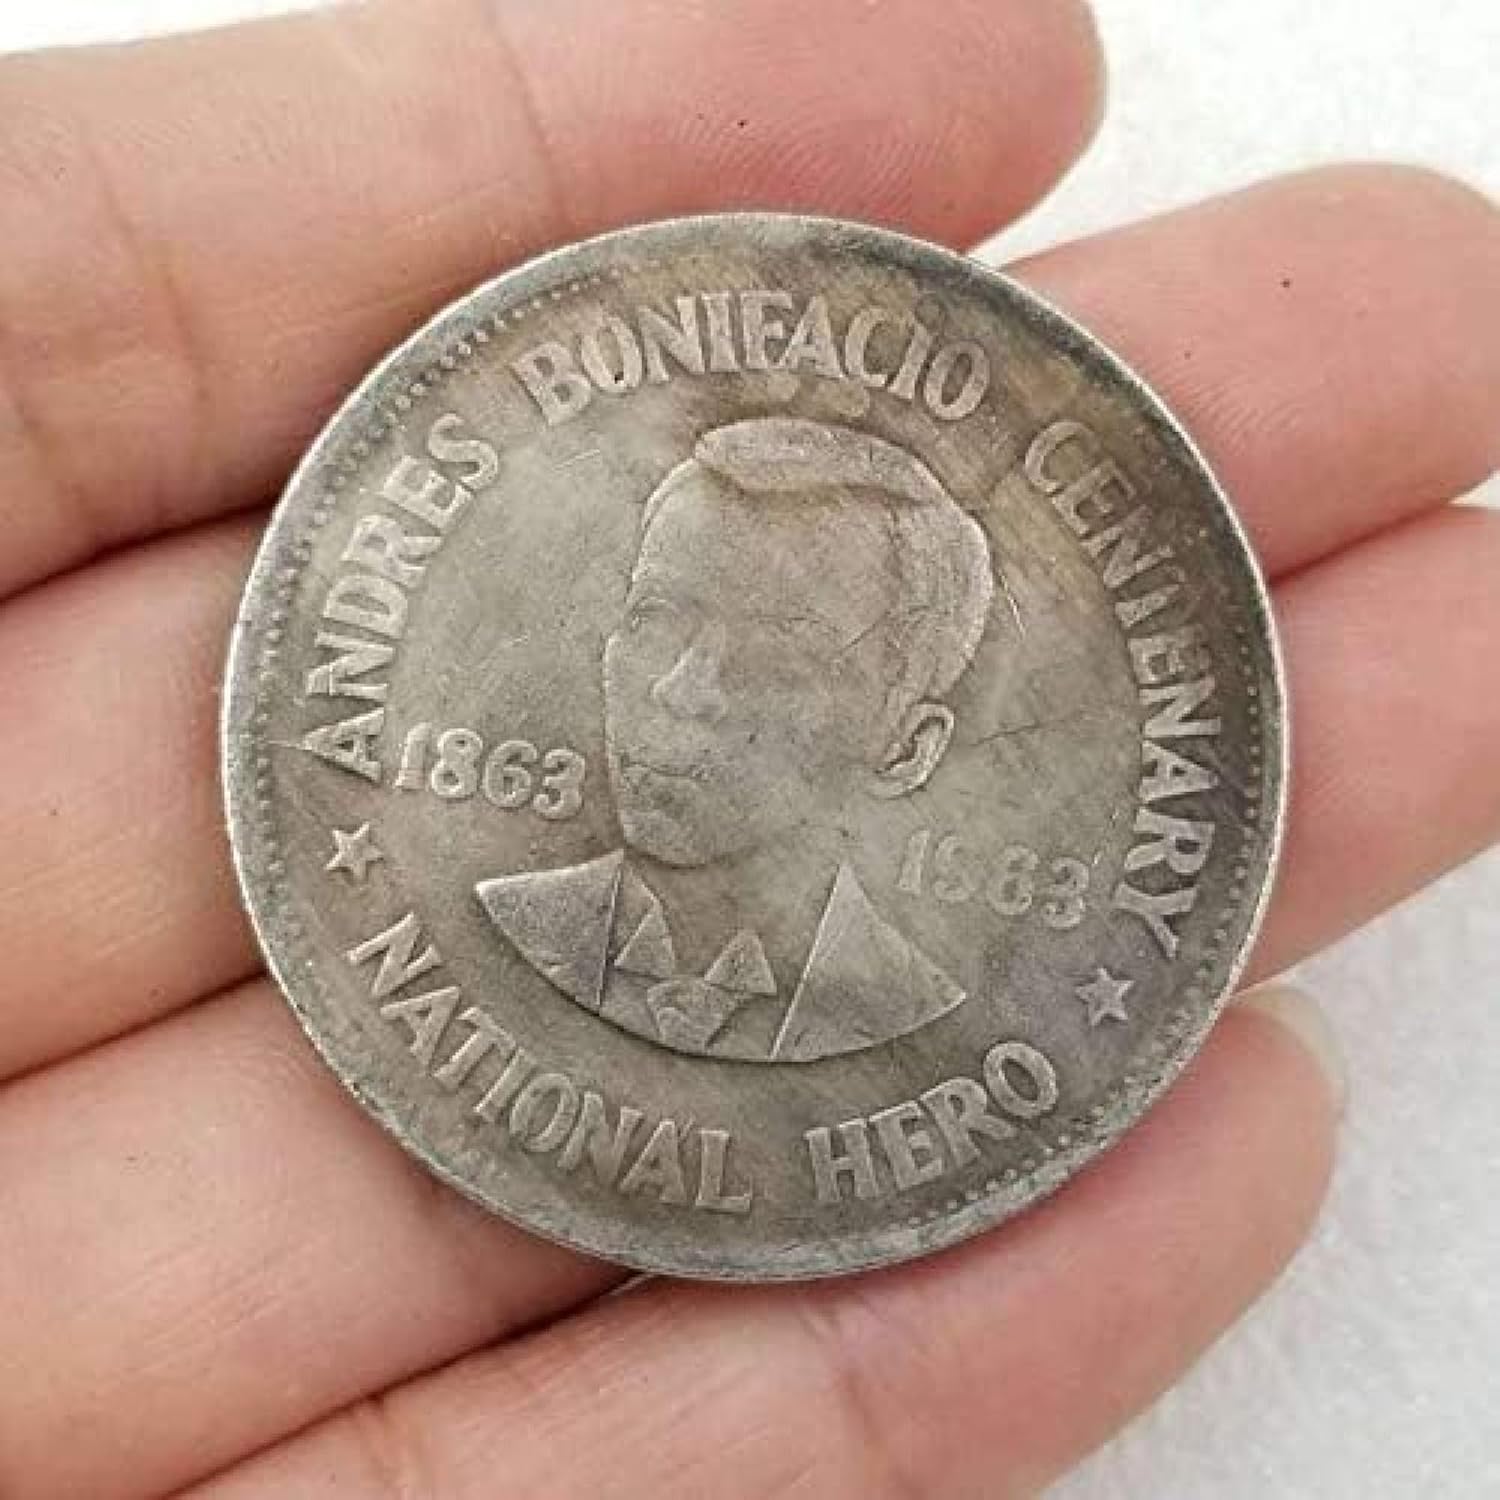 ANDRES BONIFACIO CENTENARY
1863
1963
NATIONAL HERO